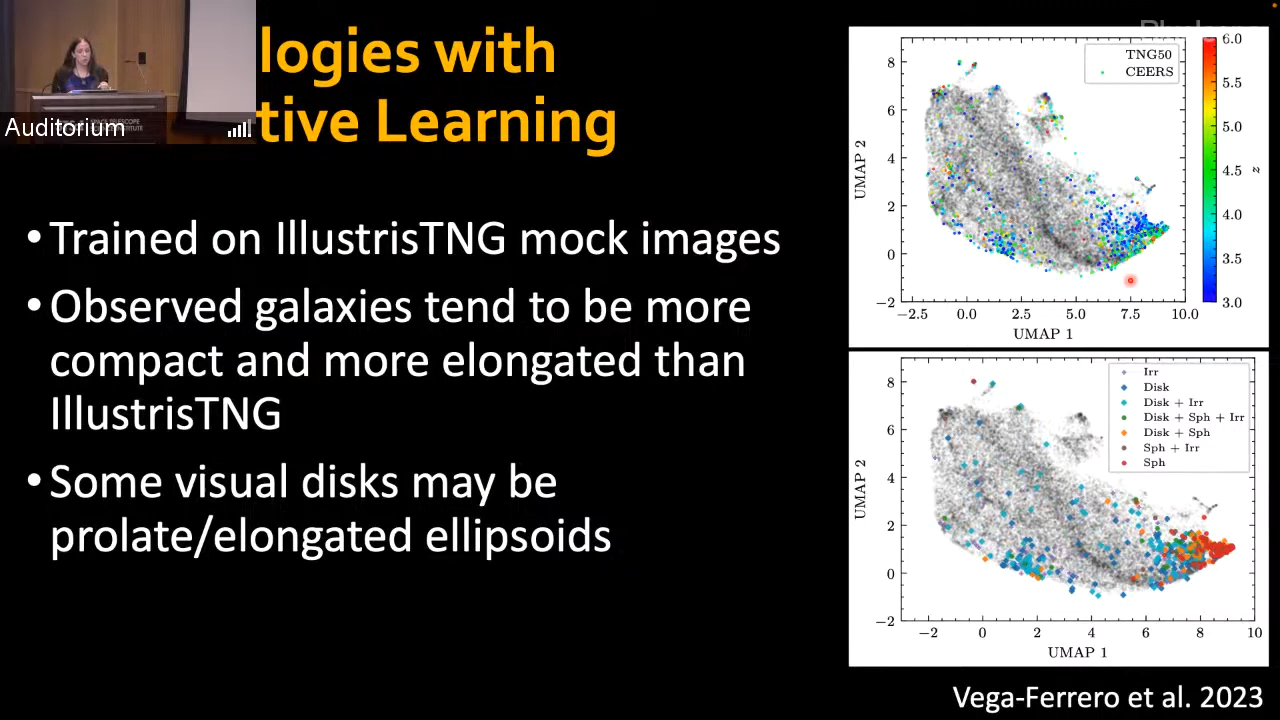 logies with
tive Learning
Auditorium
• Trained on IllustrisTNG mock images
• Observed galaxies tend to be more
compact and more elongated than
IllustrisTNG
• Some visual disks may be
prolate/elongated ellipsoids
TNG50
CEERS
8
6
4
2
0
−2
UMAP 2
−2.5 0.0 2.5 5.0 7.5 10.0
UMAP 1
6.0
5.5
5.0
4.5
4.0
3.5
3.0
z
Irr
Disk
Disk + Irr
Disk + Sph + Irr
Disk + Sph
Sph + Irr
Sph
8
6
4
2
0
−2
UMAP 2
−2 0 2 4 6 8 10
UMAP 1
Vega-Ferrero et al. 2023